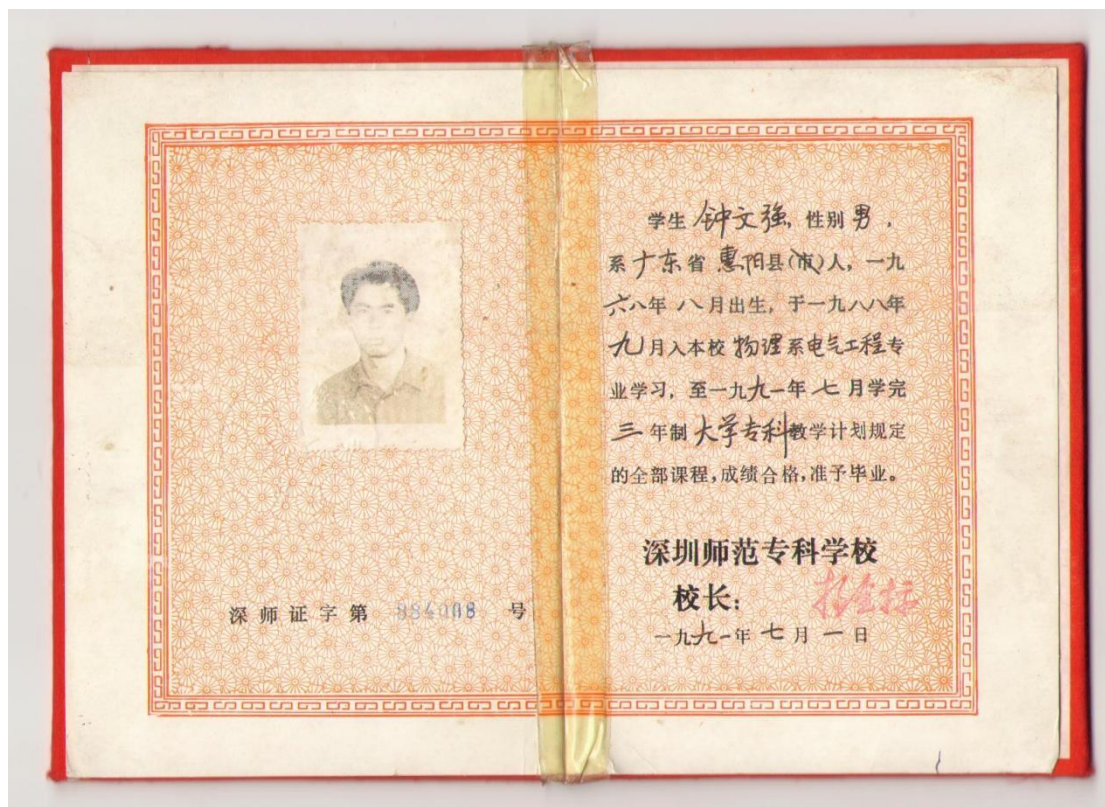 学生 钟文强, 性别 男,
系广东省 惠阳县(市)人, 一九
六八年 八月出生, 于一九八八年
九月入本校 物理系电气工程专
业学习, 至一九九一年 七 月学完
三 年制 大学专科教学计划规定
的全部课程,成绩合格,准予毕业。
深圳师范专科学校
校长:
一九九一年 七 月 一 日
深师证字第 884008 号